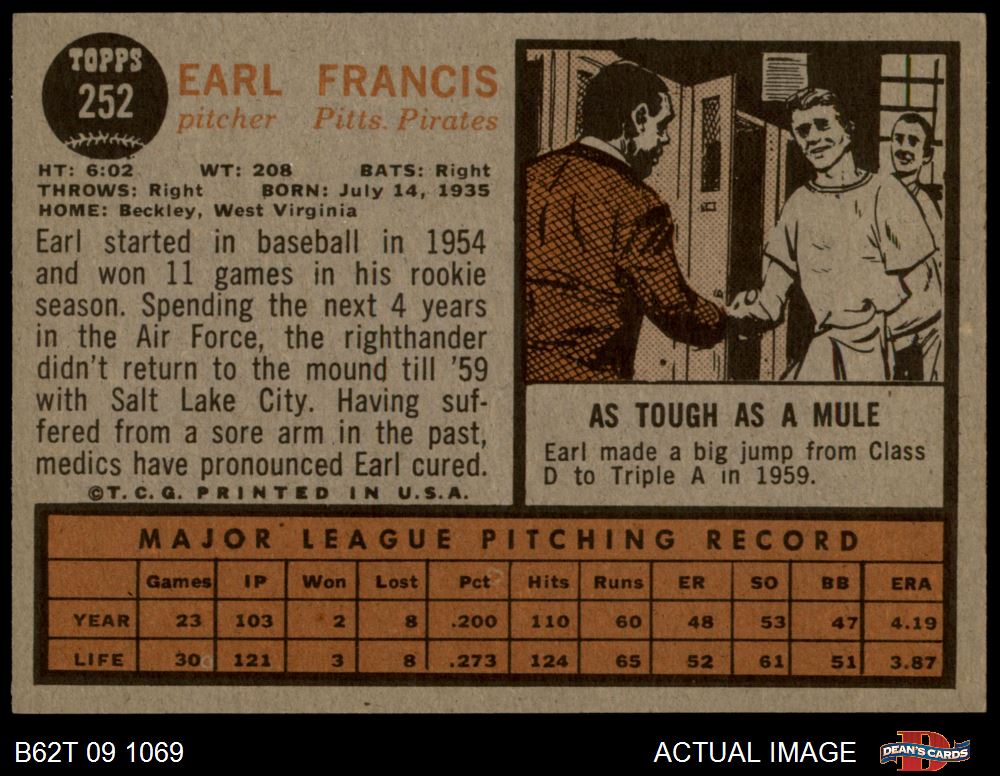 TOPPS
252
EARL FRANCIS
pitcher Pitts. Pirates
HT: 6:02 WT: 208 BATS: Right
THROWS: Right BORN: July 14, 1935
HOME: Beckley, West Virginia
Earl started in baseball in 1954
and won 11 games in his rookie
season. Spending the next 4 years
in the Air Force, the righthander
didn't return to the mound till '59
with Salt Lake City. Having suf-
fered from a sore arm in the past,
medics have pronounced Earl cured.
©T.C.G. PRINTED IN U.S.A.
AS TOUGH AS A MULE
Earl made a big jump from Class
D to Triple A in 1959.
MAJOR LEAGUE PITCHING RECORD
Games IP Won Lost Pct Hits Runs ER SO BB ERA
YEAR 23 103 2 8 .200 110 60 48 53 47 4.19
LIFE 30 121 3 8 .273 124 65 52 61 51 3.87
B62T 09 1069 ACTUAL IMAGE
D
DEAN'S CARDS